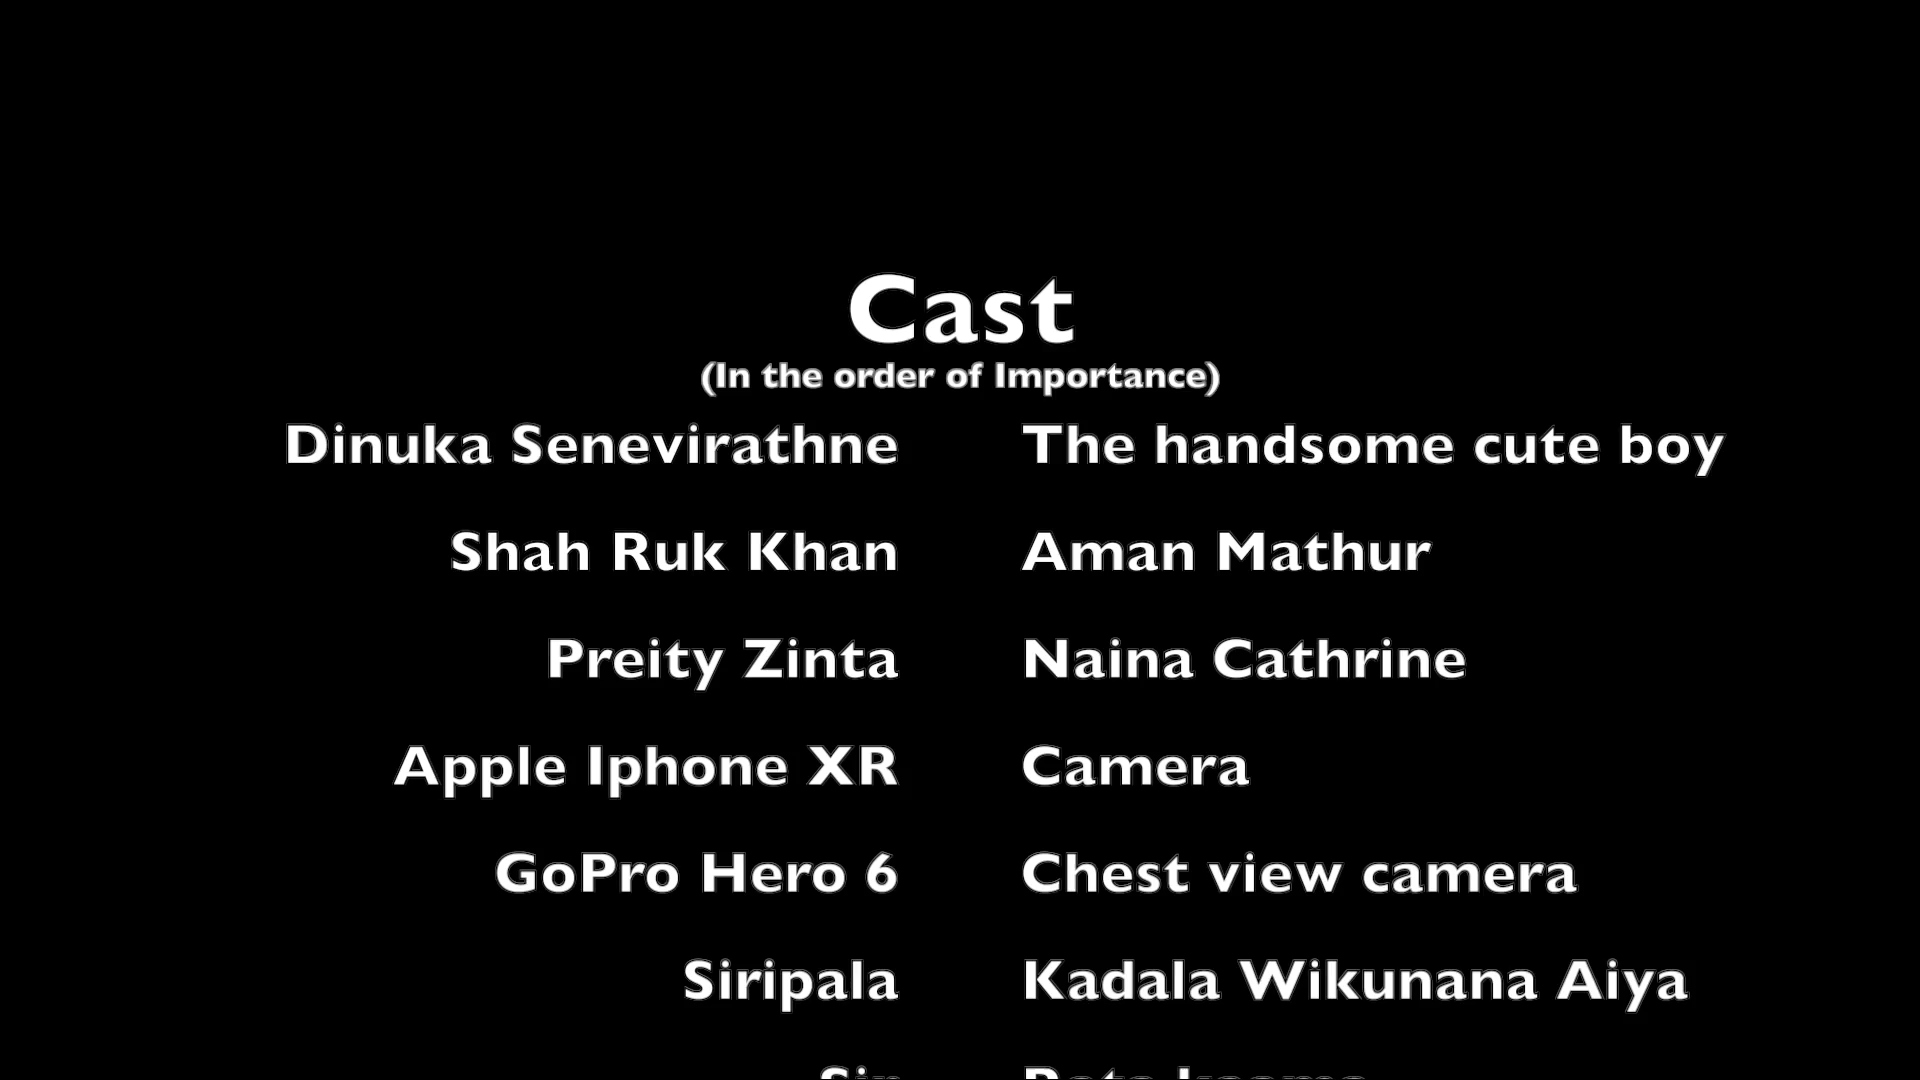 Cast
(In the order of Importance)
Dinuka Senevirathne The handsome cute boy
Shah Ruk Khan Aman Mathur
Preity Zinta Naina Cathrine
Apple Iphone XR Camera
GoPro Hero 6 Chest view camera
Siripala Kadala Wikunana Aiya